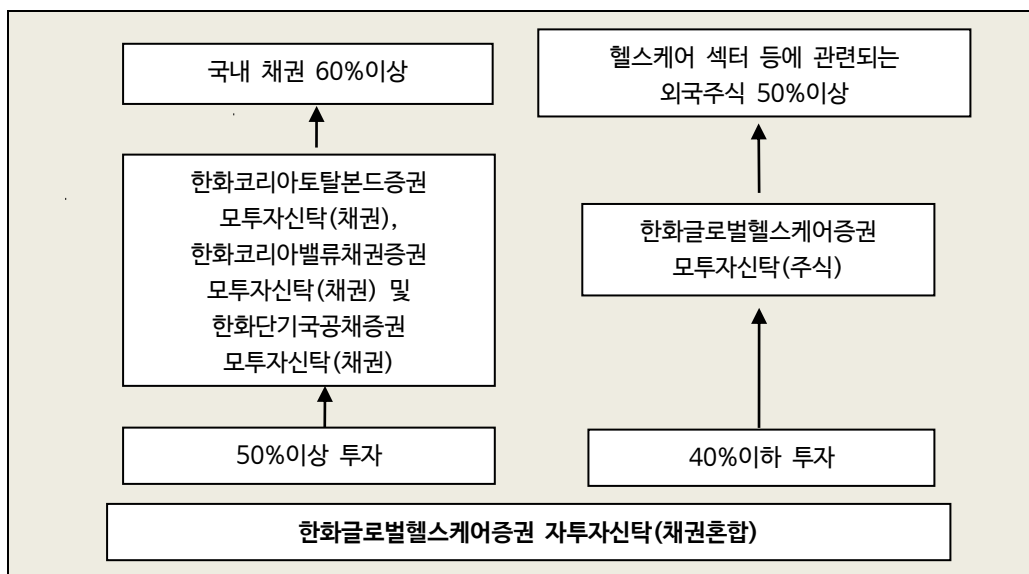 국내 채권 60%이상
헬스케어 섹터 등에 관련되는
외국주식 50%이상
한화코리아토탈본드증권
모투자신탁(채권),
한화코리아밸류채권증권
모투자신탁(채권) 및
한화단기국공채증권
모투자신탁(채권)
한화글로벌헬스케어증권
모투자신탁(주식)
50%이상 투자
40%이하 투자
한화글로벌헬스케어증권 자투자신탁(채권혼합)